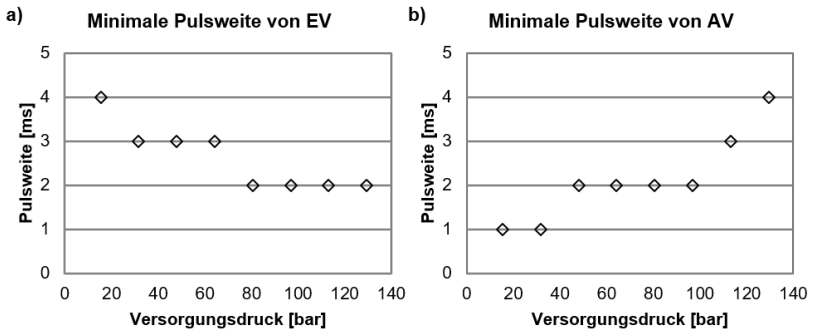 a)
Minimale Pulsweite von EV
Pulsweite [ms]
5
4
3
2
1
0
0 20 40 60 80 100 120 140
Versorgungsdruck [bar]
b)
Minimale Pulsweite von AV
Pulsweite [ms]
5
4
3
2
1
0
0 20 40 60 80 100 120 140
Versorgungsdruck [bar]